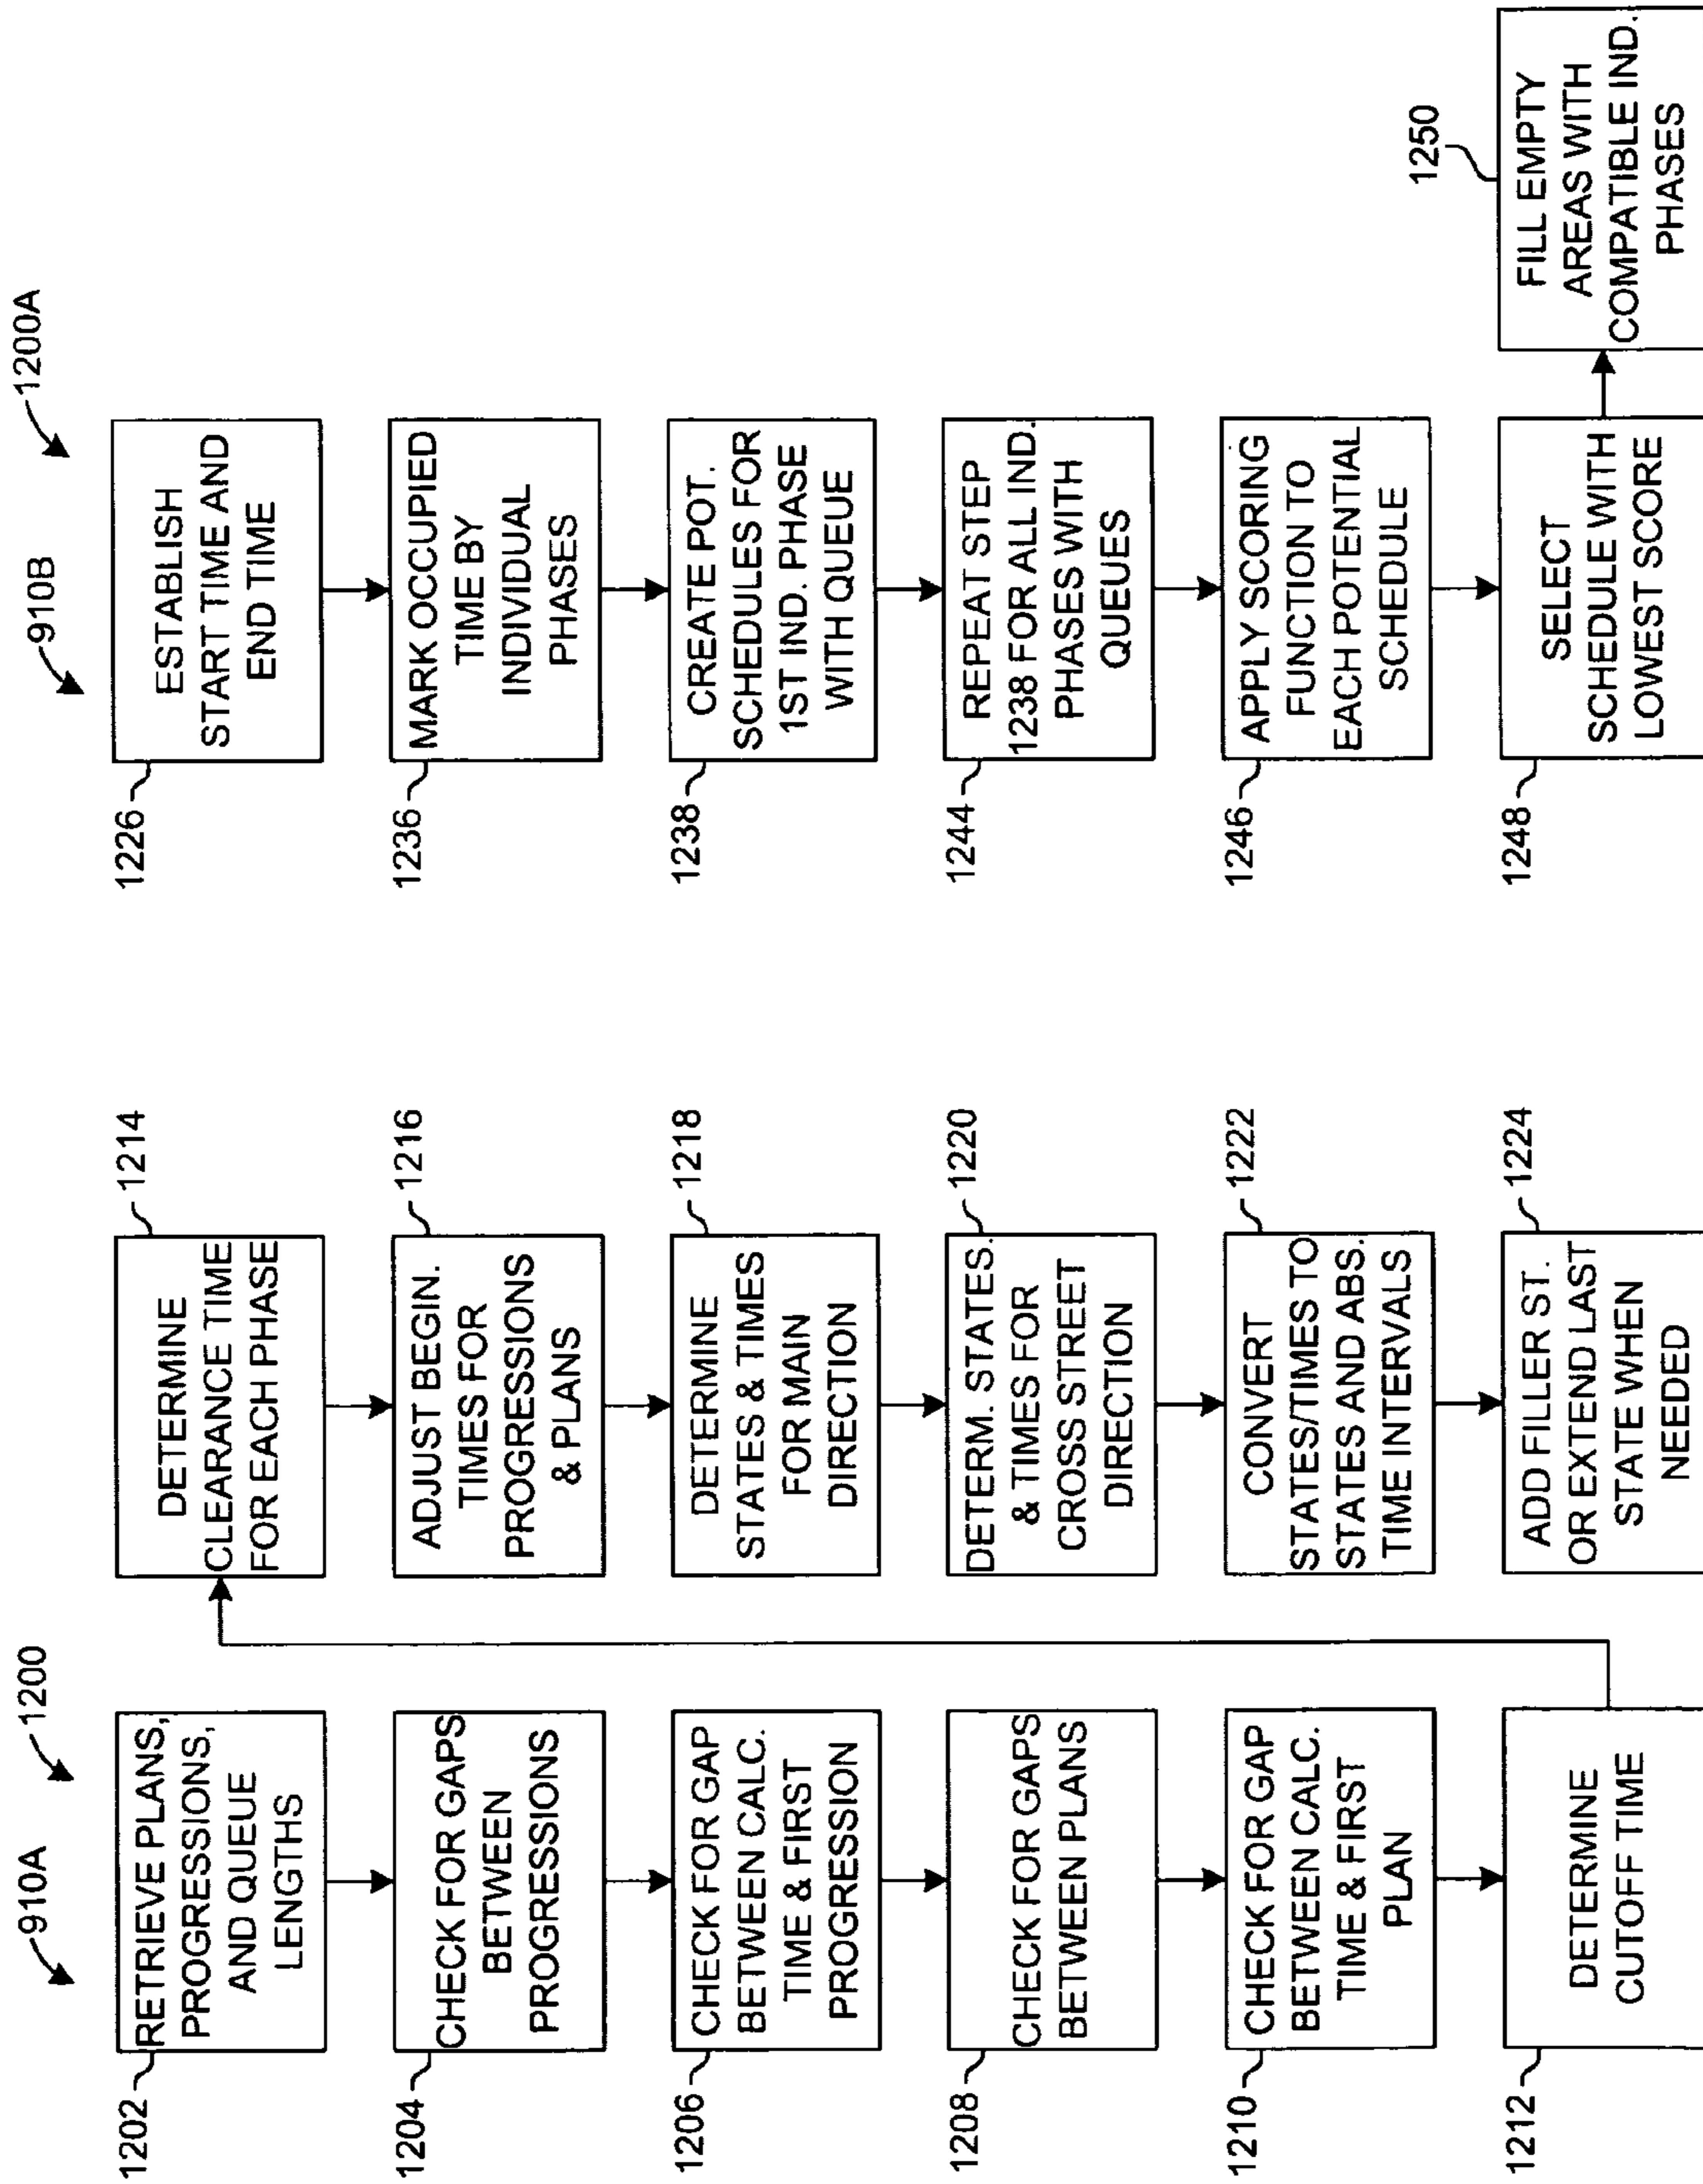 910A
1200
1202
RETRIEVE PLANS,
PROGRESSIONS,
AND QUEUE
LENGTHS
1204
CHECK FOR GAPS
BETWEEN
PROGRESSIONS
1206
CHECK FOR GAP
BETWEEN CALC.
TIME & FIRST
PROGRESSION
1208
CHECK FOR GAPS
BETWEEN PLANS
1210
CHECK FOR GAP
BETWEEN CALC.
TIME & FIRST
PLAN
1212
DETERMINE
CUTOFF TIME
1214
DETERMINE
CLEARANCE TIME
FOR EACH PHASE
1216
ADJUST BEGIN.
TIMES FOR
PROGRESSIONS
& PLANS
1218
DETERMINE
STATES & TIMES
FOR MAIN
DIRECTION
1220
DETERM. STATES.
& TIMES FOR
CROSS STREET
DIRECTION
1222
CONVERT
STATES/TIMES TO
STATES AND ABS.
TIME INTERVALS
1224
ADD FILLER ST.
OR EXTEND LAST
STATE WHEN
NEEDED
910B
1200A
1226
ESTABLISH
START TIME AND
END TIME
1236
MARK OCCUPIED
TIME BY
INDIVIDUAL
PHASES
1238
CREATE POT.
SCHEDULES FOR
1ST IND. PHASE
WITH QUEUE
1244
REPEAT STEP
1238 FOR ALL IND.
PHASES WITH
QUEUES
1246
APPLY SCORING
FUNCTION TO
EACH POTENTIAL
SCHEDULE
1248
SELECT
SCHEDULE WITH
LOWEST SCORE
1250
FILL EMPTY
AREAS WITH
COMPATIBLE IND.
PHASES